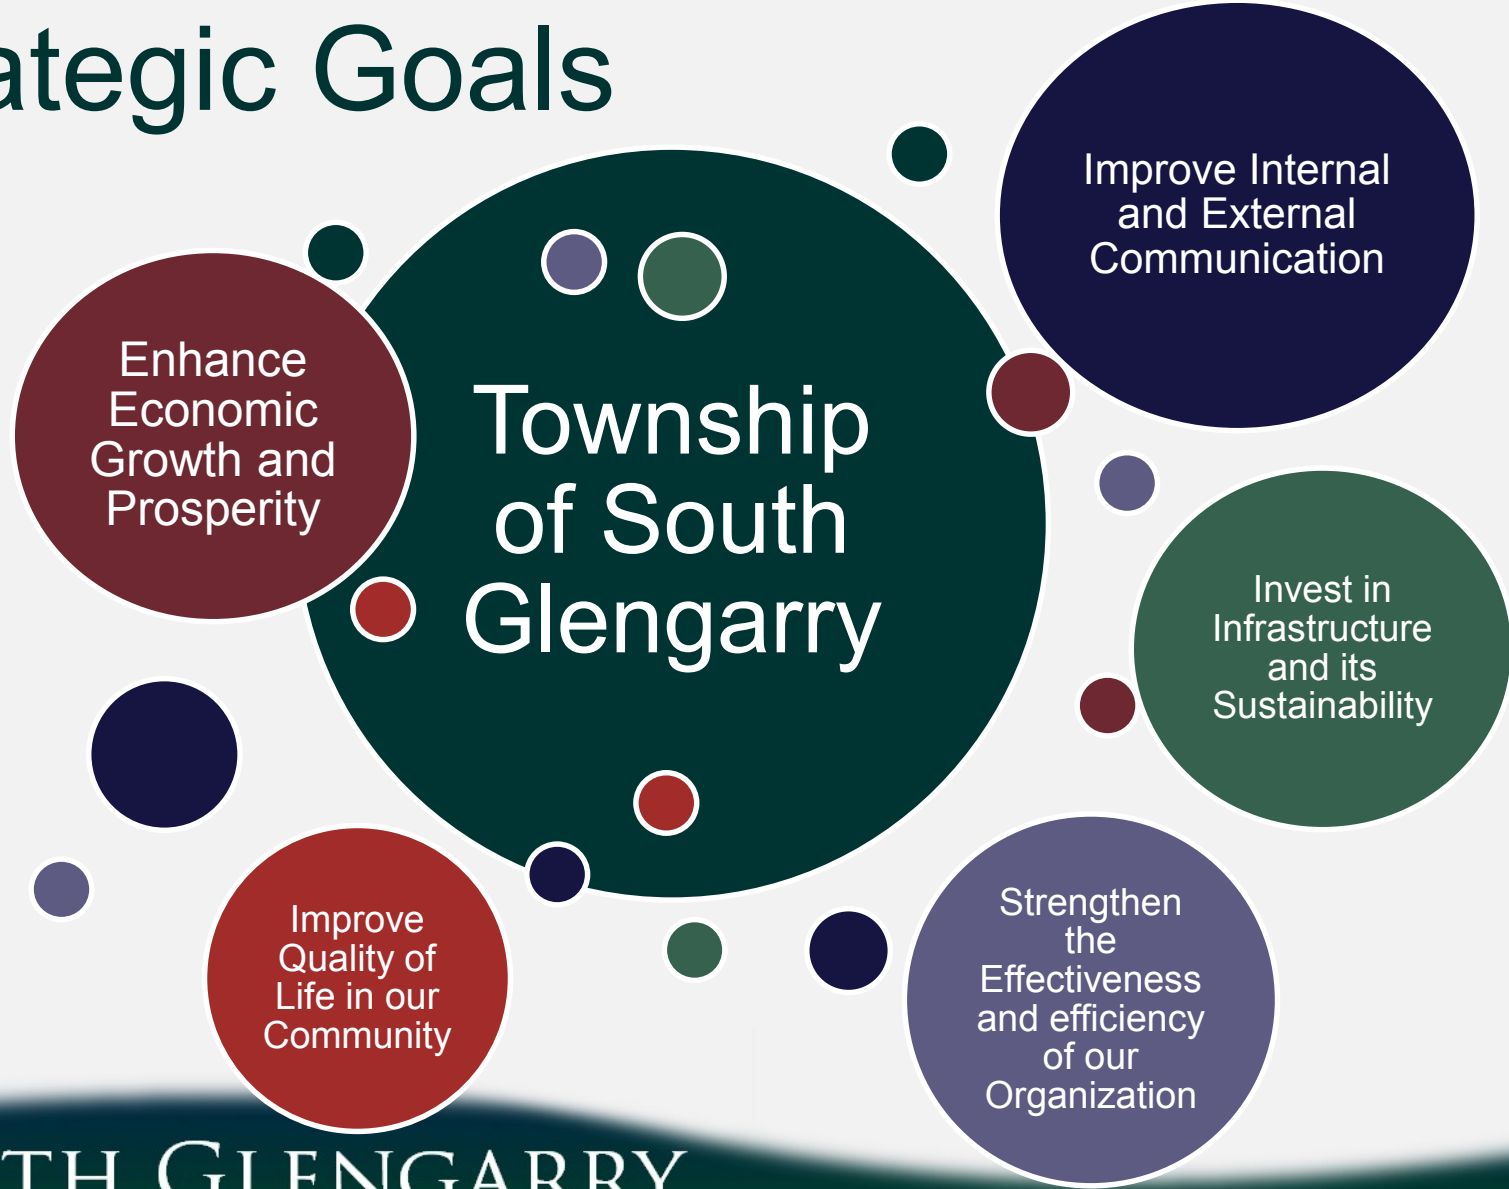 ategic Goals
Improve Internal
and External
Communication
Enhance
Economic
Growth and
Prosperity
Township
of South
Glengarry
Invest in
Infrastructure
and its
Sustainability
Improve
Quality of
Life in our
Community
Strengthen
the
Effectiveness
and efficiency
of our
Organization
TH GLENGARRY